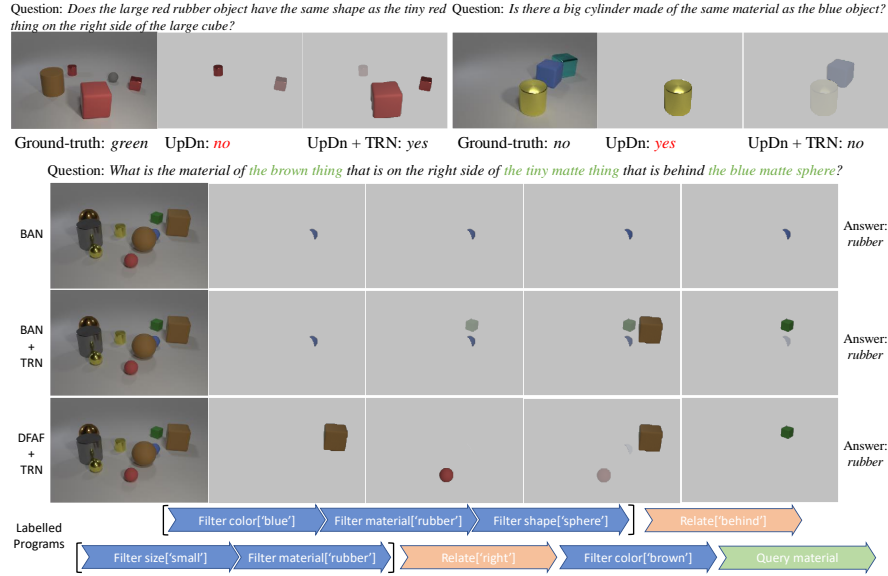 Question: Does the large red rubber object have the same shape as the tiny red
thing on the right side of the large cube?
Question: Is there a big cylinder made of the same material as the blue object?
Ground-truth: green
UpDn: no
UpDn + TRN: yes
Ground-truth: no
UpDn: yes
UpDn + TRN: no
Question: What is the material of the brown thing that is on the right side of the tiny matte thing that is behind the blue matte sphere?
BAN
Answer:
rubber
BAN
+
TRN
Answer:
rubber
DFAF
+
TRN
Answer:
rubber
Labelled
Programs
Filter color['blue']
Filter material['rubber']
Filter shape['sphere']
Relate['behind']
Filter size['small']
Filter material['rubber']
Relate['right']
Filter color['brown']
Query material